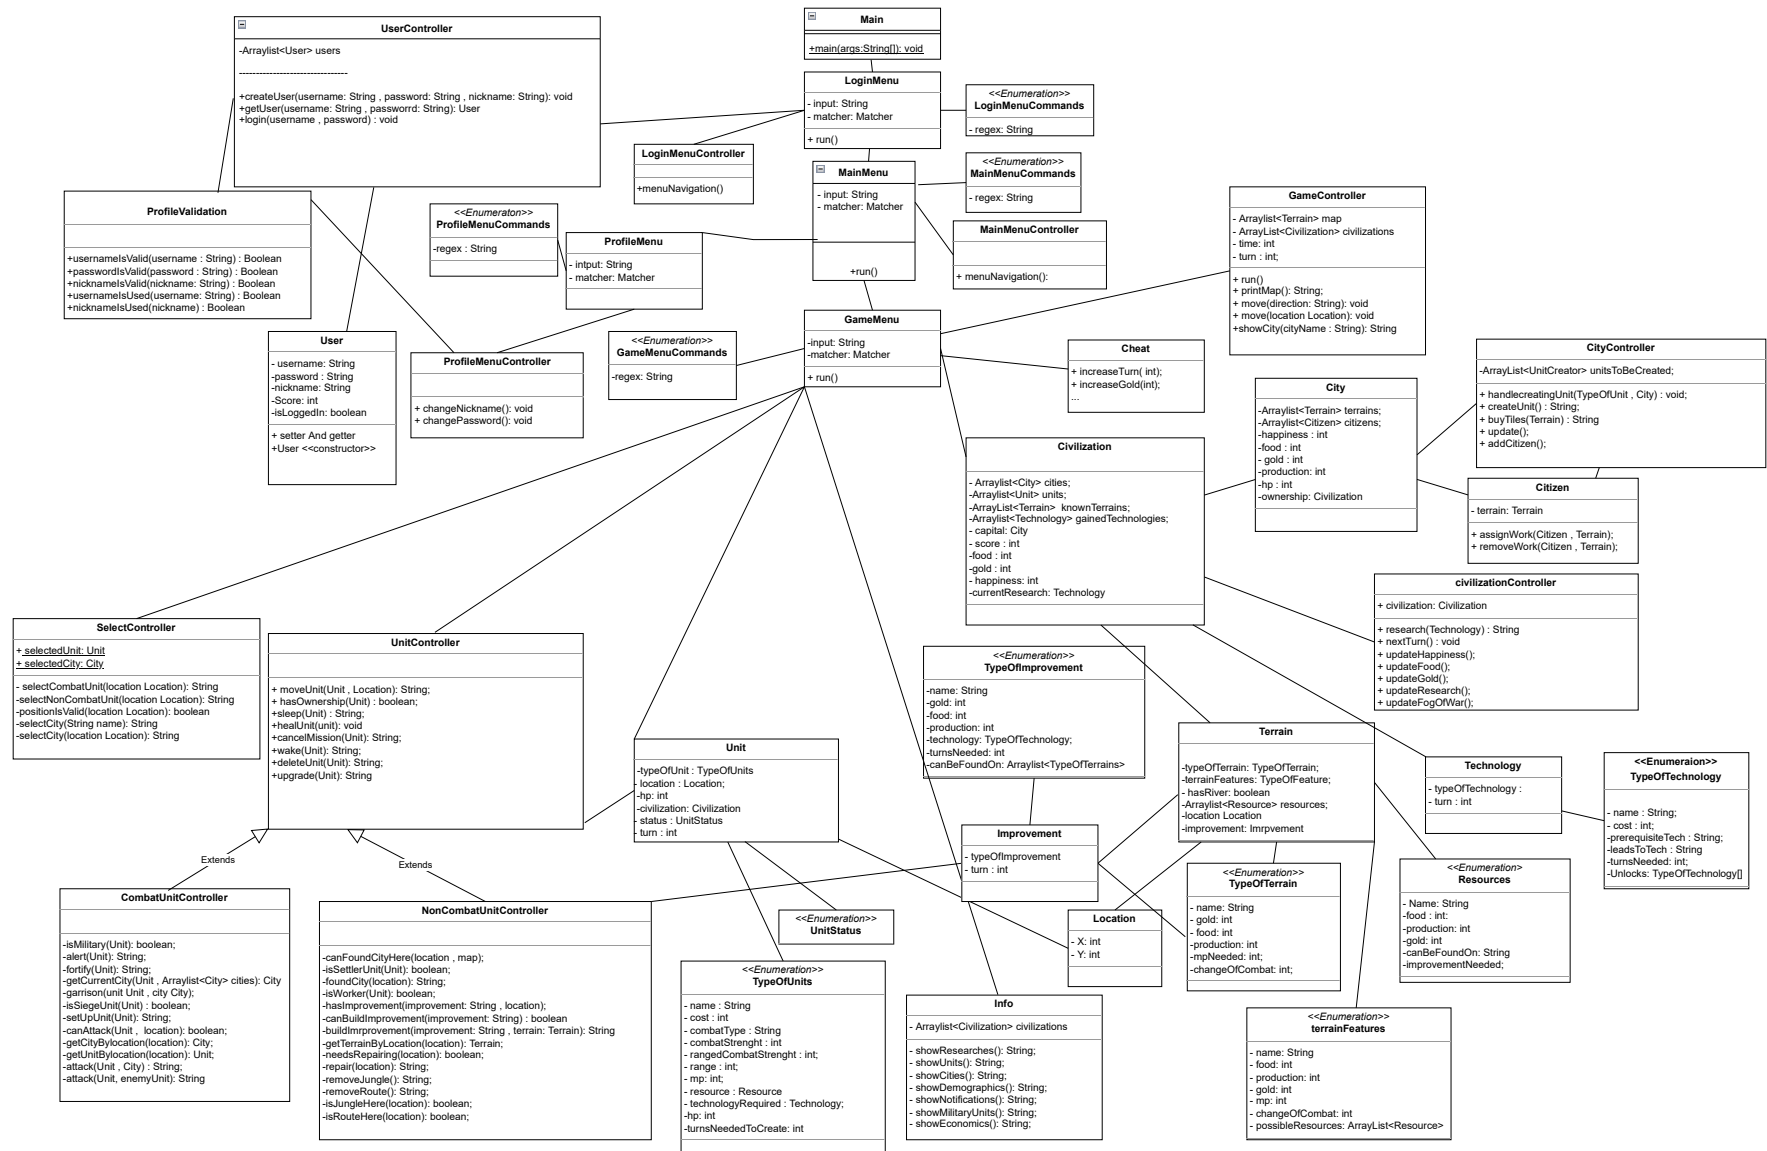 UserController
-Arraylist<User> users
--------------------------------
+createUser(username: String , password: String , nickname: String): void
+getUser(username: String , passworrd: String): User
+login(username , password) : void
Main
+main(args:String[]): void
LoginMenu
- input: String
- matcher: Matcher
+ run()
<<Enumeration>>
LoginMenuCommands
- regex: String
LoginMenuController
+menuNavigation()
MainMenu
- input: String
- matcher: Matcher
+run()
<<Enumeration>>
MainMenuCommands
- regex: String
MainMenuController
+ menuNavigation():
GameController
- Arraylist<Terrain> map
- ArrayList<Civilization> civilizations
- time: int
- turn : int;
+ run()
+ printMap(): String;
+ move(direction: String): void
+ move(location Location): void
+showCity(cityName : String): String
ProfileValidation
+usernameIsValid(username : String) : Boolean
+passwordIsValid(password : String) : Boolean
+nicknameIsValid(nickname: String) : Boolean
+usernameIsUsed(username: String) : Boolean
+nicknameIsUsed(nickname) : Boolean
<<Enumeraton>>
ProfileMenuCommands
-regex : String
ProfileMenu
- intput: String
- matcher: Matcher
User
- username: String
-password : String
-nickname: String
-Score: int
-isLoggedIn: boolean
+ setter And getter
+User <<constructor>>
ProfileMenuController
+ changeNickname(): void
+ changePassword(): void
<<Enumeration>>
GameMenuCommands
-regex: String
GameMenu
-input: String
-matcher: Matcher
+ run()
Cheat
+ increaseTurn( int);
+ increaseGold(int);
...
City
-Arraylist<Terrain> terrains;
-Arraylist<Citizen> citizens;
-happiness : int
-food : int
- gold : int
-production: int
-hp : int
-ownership: Civilization
CityController
-ArrayList<UnitCreator> unitsToBeCreated;
+ handlecreatingUnit(TypeOfUnit , City) : void;
+ createUnit() : String;
+ buyTiles(Terrain) : String
+ update();
+ addCitizen();
Citizen
- terrain: Terrain
+ assignWork(Citizen , Terrain);
+ removeWork(Citizen , Terrain);
Civilization
- Arraylist<City> cities;
-Arraylist<Unit> units;
-ArrayList<Terrain>  knownTerrains;
-Arraylist<Technology> gainedTechnologies;
- capital: City
- score : int
-food : int
-gold : int
- happiness: int
-currentResearch: Technology
civilizationController
+ civilization: Civilization
+ research(Technology) : String
+ nextTurn() : void
+ updateHappiness();
+ updateFood();
+ updateGold();
+ updateResearch();
+ updateFogOfWar();
SelectController
+ selectedUnit: Unit
+ selectedCity: City
- selectCombatUnit(location Location): String
-selectNonCombatUnit(location Location): String
-positionIsValid(location Location): boolean
-selectCity(String name): String
-selectCity(location Location): String
UnitController
+ moveUnit(Unit , Location): String;
+ hasOwnership(Unit) : boolean;
+sleep(Unit) : String;
+healUnit(unit): void
+cancelMission(Unit): String;
+wake(Unit): String;
+deleteUnit(Unit): String;
+upgrade(Unit): String
<<Enumeration>>
TypeOfImprovement
-name: String
-gold: int
-food: int
-production: int
-technology: TypeOfTechnology;
-turnsNeeded: int
-canBeFoundOn: Arraylist<TypeOfTerrains>
Unit
-typeOfUnit : TypeOfUnits
- location : Location;
-hp: int
-civilization: Civilization
- status : UnitStatus
- turn : int
Terrain
-typeOfTerrain: TypeOfTerrain;
-terrainFeatures: TypeOfFeature;
- hasRiver: boolean
-Arraylist<Resource> resources;
-location Location
-improvement: Imrpvement
Technology
- typeOfTechnology :
- turn : int
<<Enumeraion>>
TypeOfTechnology
- name : String;
- cost : int;
-prerequisiteTech : String;
-leadsToTech : String
-turnsNeeded: int;
-Unlocks: TypeOfTechnology[]
Improvement
- typeOfImprovement
- turn : int
Extends
Extends
CombatUnitController
-isMilitary(Unit): boolean;
-alert(Unit): String;
-fortify(Unit): String;
-getCurrentCity(Unit , Arraylist<City> cities): City
-garrison(unit Unit , city City);
-isSiegeUnit(Unit) : boolean;
-setUpUnit(Unit): String;
-canAttack(Unit ,  location): boolean;
-getCityBylocation(location): City;
-getUnitBylocation(location): Unit;
-attack(Unit , City) : String;
-attack(Unit, enemyUnit): String
NonCombatUnitController
-canFoundCityHere(location , map);
-isSettlerUnit(Unit): boolean;
-foundCity(location): String;
-isWorker(Unit): boolean;
-hasImprovement(improvement: String , location);
-canBuildImprovement(improvement: String) : boolean
-buildImrprovement(improvement: String , terrain: Terrain): String
-getTerrainByLocation(location): Terrain;
-needsRepairing(location): boolean;
-repair(location): String;
-removeJungle(): String;
-removeRoute(): String;
-isJungleHere(location): boolean;
-isRouteHere(location): boolean;
<<Enumeration>>
UnitStatus
<<Enumeration>>
TypeOfUnits
- name : String
- cost : int
- combatType : String
- combatStrenght : int
- rangedCombatStrenght : int;
- range : int;
- mp: int;
- resource : Resource
- technologyRequired : Technology;
-hp: int
-turnsNeededToCreate: int
Location
- X: int
- Y: int
<<Enumeration>>
TypeOfTerrain
- name: String
- gold: int
- food: int
-production: int
-mpNeeded: int;
-changeOfCombat: int;
<<Enumeration>
Resources
- Name: String
-food : int:
-production: int
-gold: int
-canBeFoundOn: String
-improvementNeeded;
Info
- Arraylist<Civilization> civilizations
- showResearches(): String;
- showUnits(): String;
- showCities(): String;
- showDemographics(): String;
- showNotifications(): String;
- showMilitaryUnits(): String;
- showEconomics(): String;
<<Enumeration>>
terrainFeatures
- name: String
- food: int
- production: int
- gold: int
- mp: int
- changeOfCombat: int
- possibleResources: ArrayList<Resource>